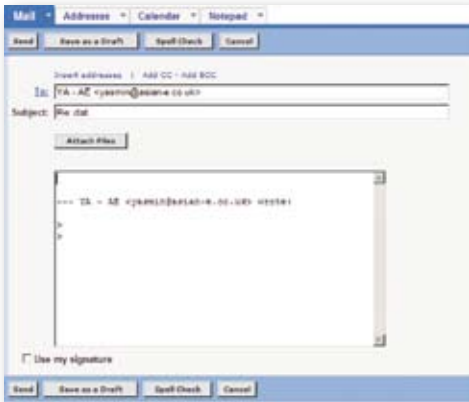 Mail Addresses Calendar Notepad
Send Save as a Draft Spell Check Cancel
Insert addresses | Add CC - Add BCC
To: YA - AE <yasmin@asian-e.co.uk>
Subject: Re:
Attach Files
--- YA - AE <yasmin@asian-e.co.uk> wrote:
>
>
Use my signature
Send Save as a Draft Spell Check Cancel